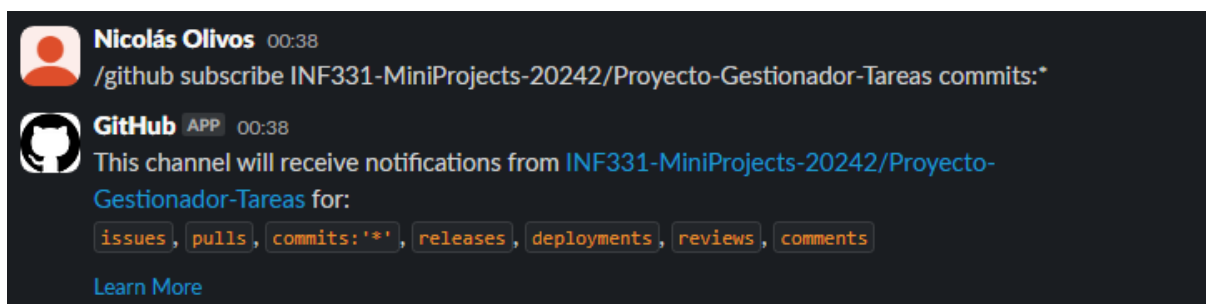 Nicolás Olivos 00:38
/github subscribe INF331-MiniProjects-20242/Proyecto-Gestionador-Tareas commits:*
GitHub APP 00:38
This channel will receive notifications from INF331-MiniProjects-20242/Proyecto-
Gestionador-Tareas for:
issues, pulls, commits:'*', releases, deployments, reviews, comments
Learn More